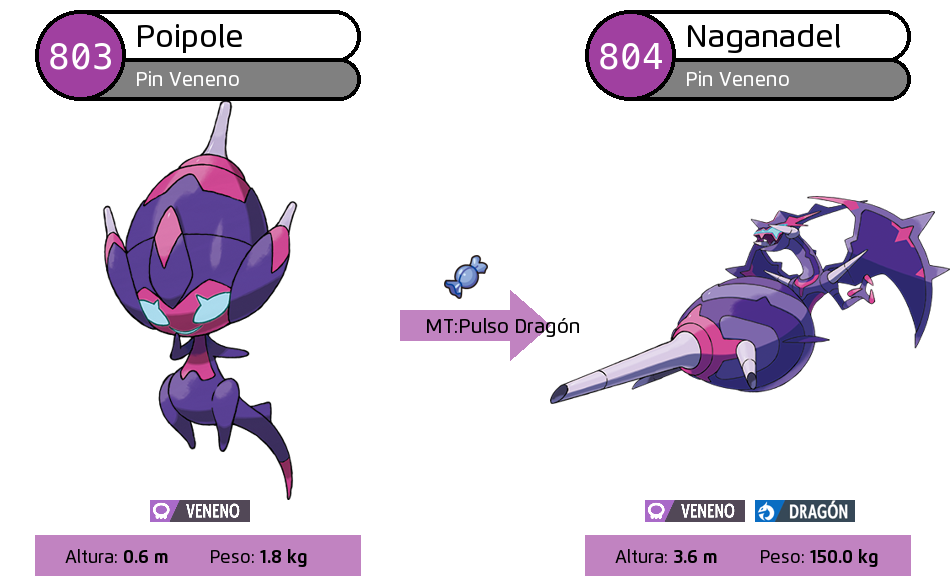 803
Poipole
Pin Veneno
804
Naganadel
Pin Veneno
MT:Pulso Dragón
VENENO
VENENO
DRAGÓN
Altura: 0.6 m
Peso: 1.8 kg
Altura: 3.6 m
Peso: 150.0 kg